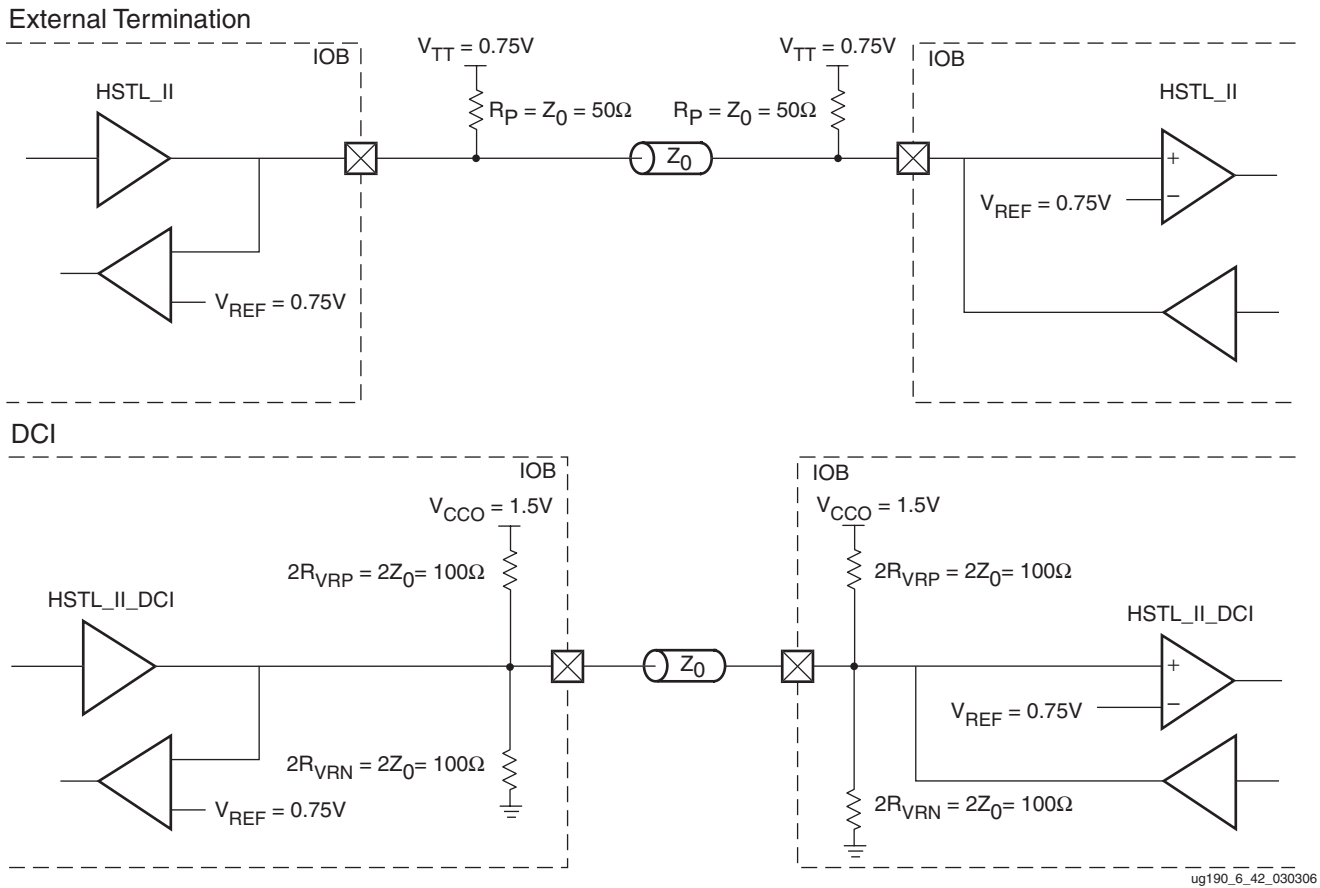 External Termination
IOB
HSTL_II
V_TT = 0.75V
R_P = Z_0 = 50Ω
V_TT = 0.75V
R_P = Z_0 = 50Ω
Z_0
IOB
HSTL_II
+
−
V_REF = 0.75V
V_REF = 0.75V
DCI
IOB
V_CCO = 1.5V
2R_VRP = 2Z_0= 100Ω
HSTL_II_DCI
2R_VRN = 2Z_0= 100Ω
V_REF = 0.75V
Z_0
IOB
V_CCO = 1.5V
2R_VRP = 2Z_0= 100Ω
HSTL_II_DCI
+
−
V_REF = 0.75V
2R_VRN = 2Z_0= 100Ω
ug190_6_42_030306